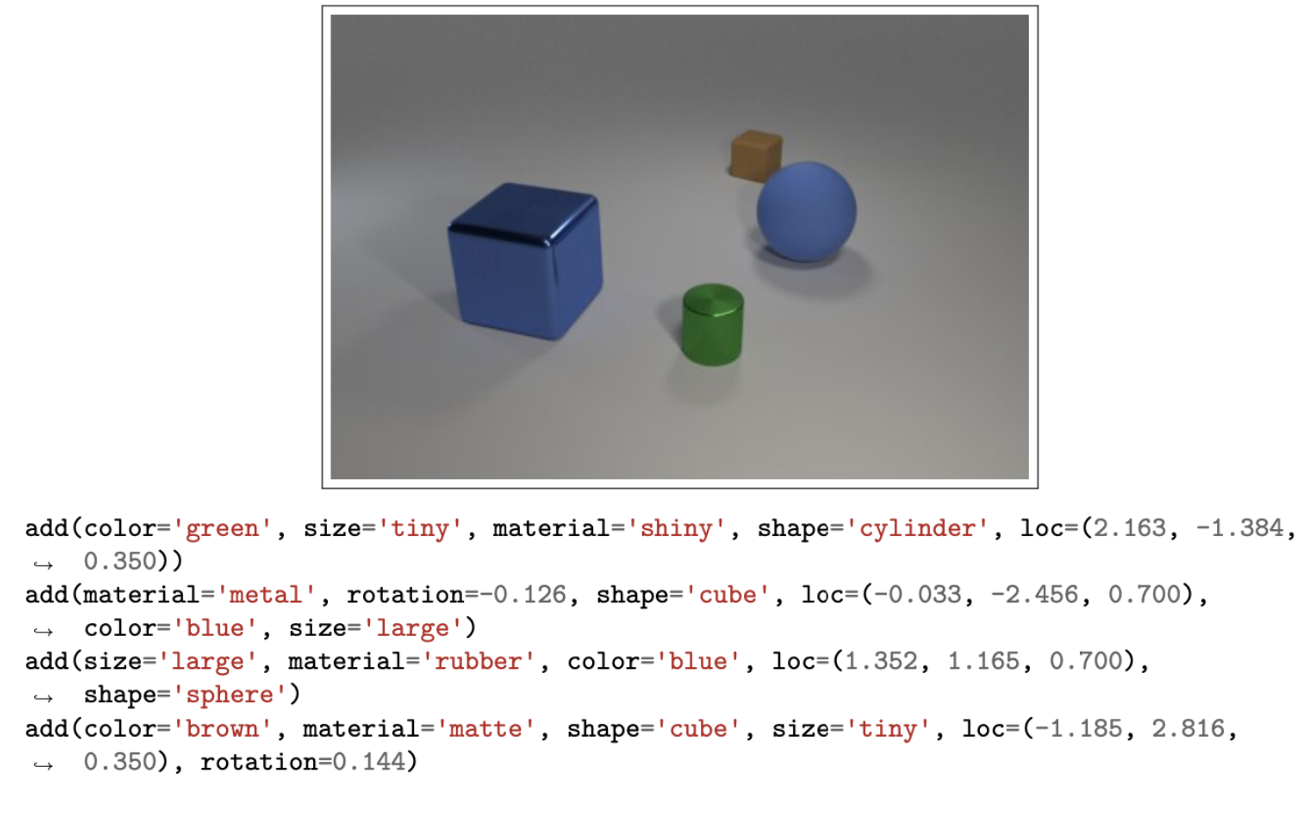 add(color='green', size='tiny', material='shiny', shape='cylinder', loc=(2.163, -1.384,
↪ 0.350))
add(material='metal', rotation=-0.126, shape='cube', loc=(-0.033, -2.456, 0.700),
↪ color='blue', size='large')
add(size='large', material='rubber', color='blue', loc=(1.352, 1.165, 0.700),
↪ shape='sphere')
add(color='brown', material='matte', shape='cube', size='tiny', loc=(-1.185, 2.816,
↪ 0.350), rotation=0.144)